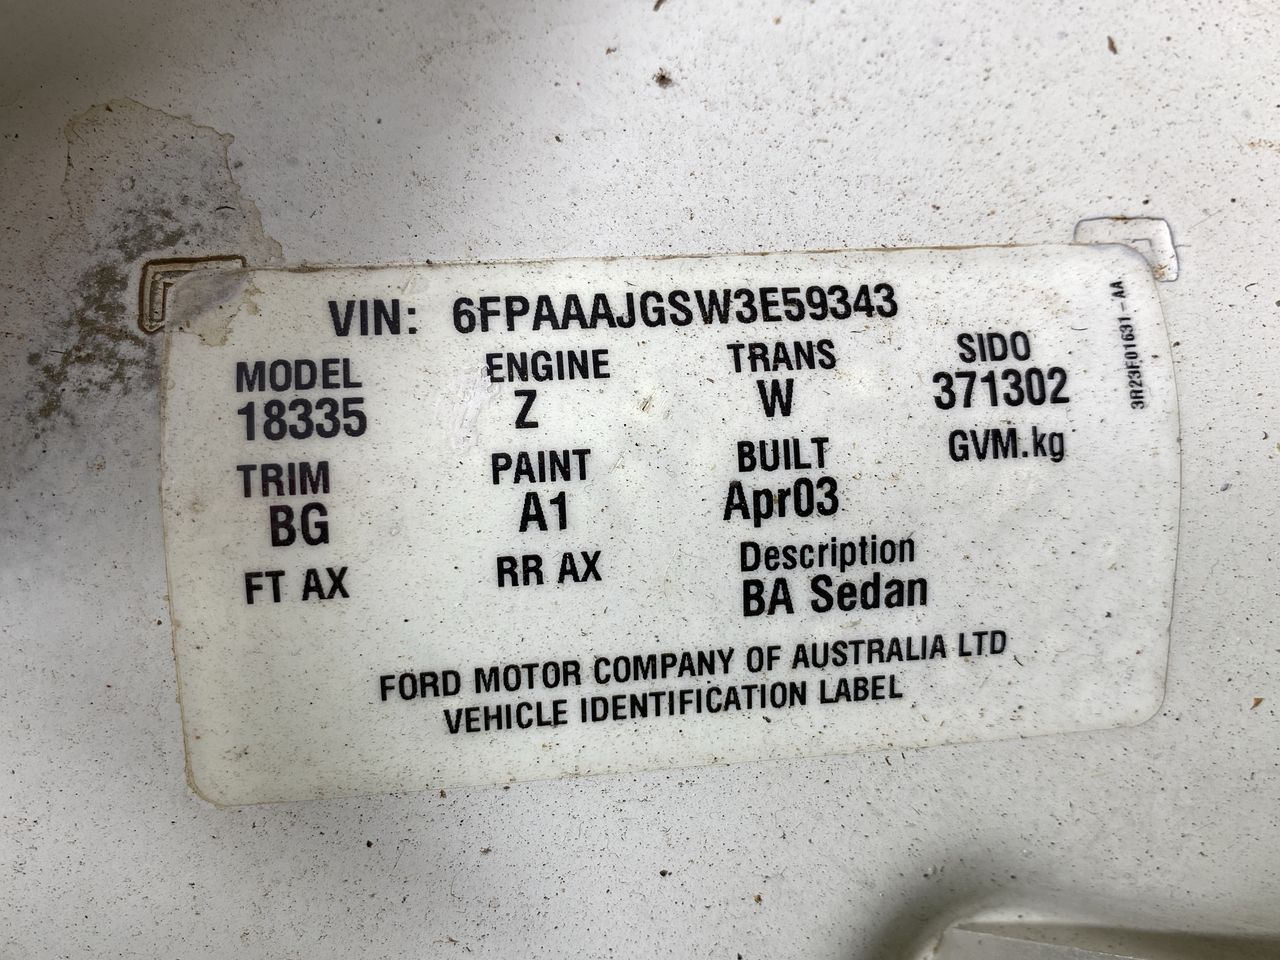 VIN: 6FPAAAJGSW3E59343
MODEL ENGINE TRANS SIDO
18335 Z W 371302
TRIM PAINT BUILT GVM.kg
BG A1 Apr03
FT AX RR AX Description
BA Sedan
FORD MOTOR COMPANY OF AUSTRALIA LTD
VEHICLE IDENTIFICATION LABEL
3R23F01631-AA